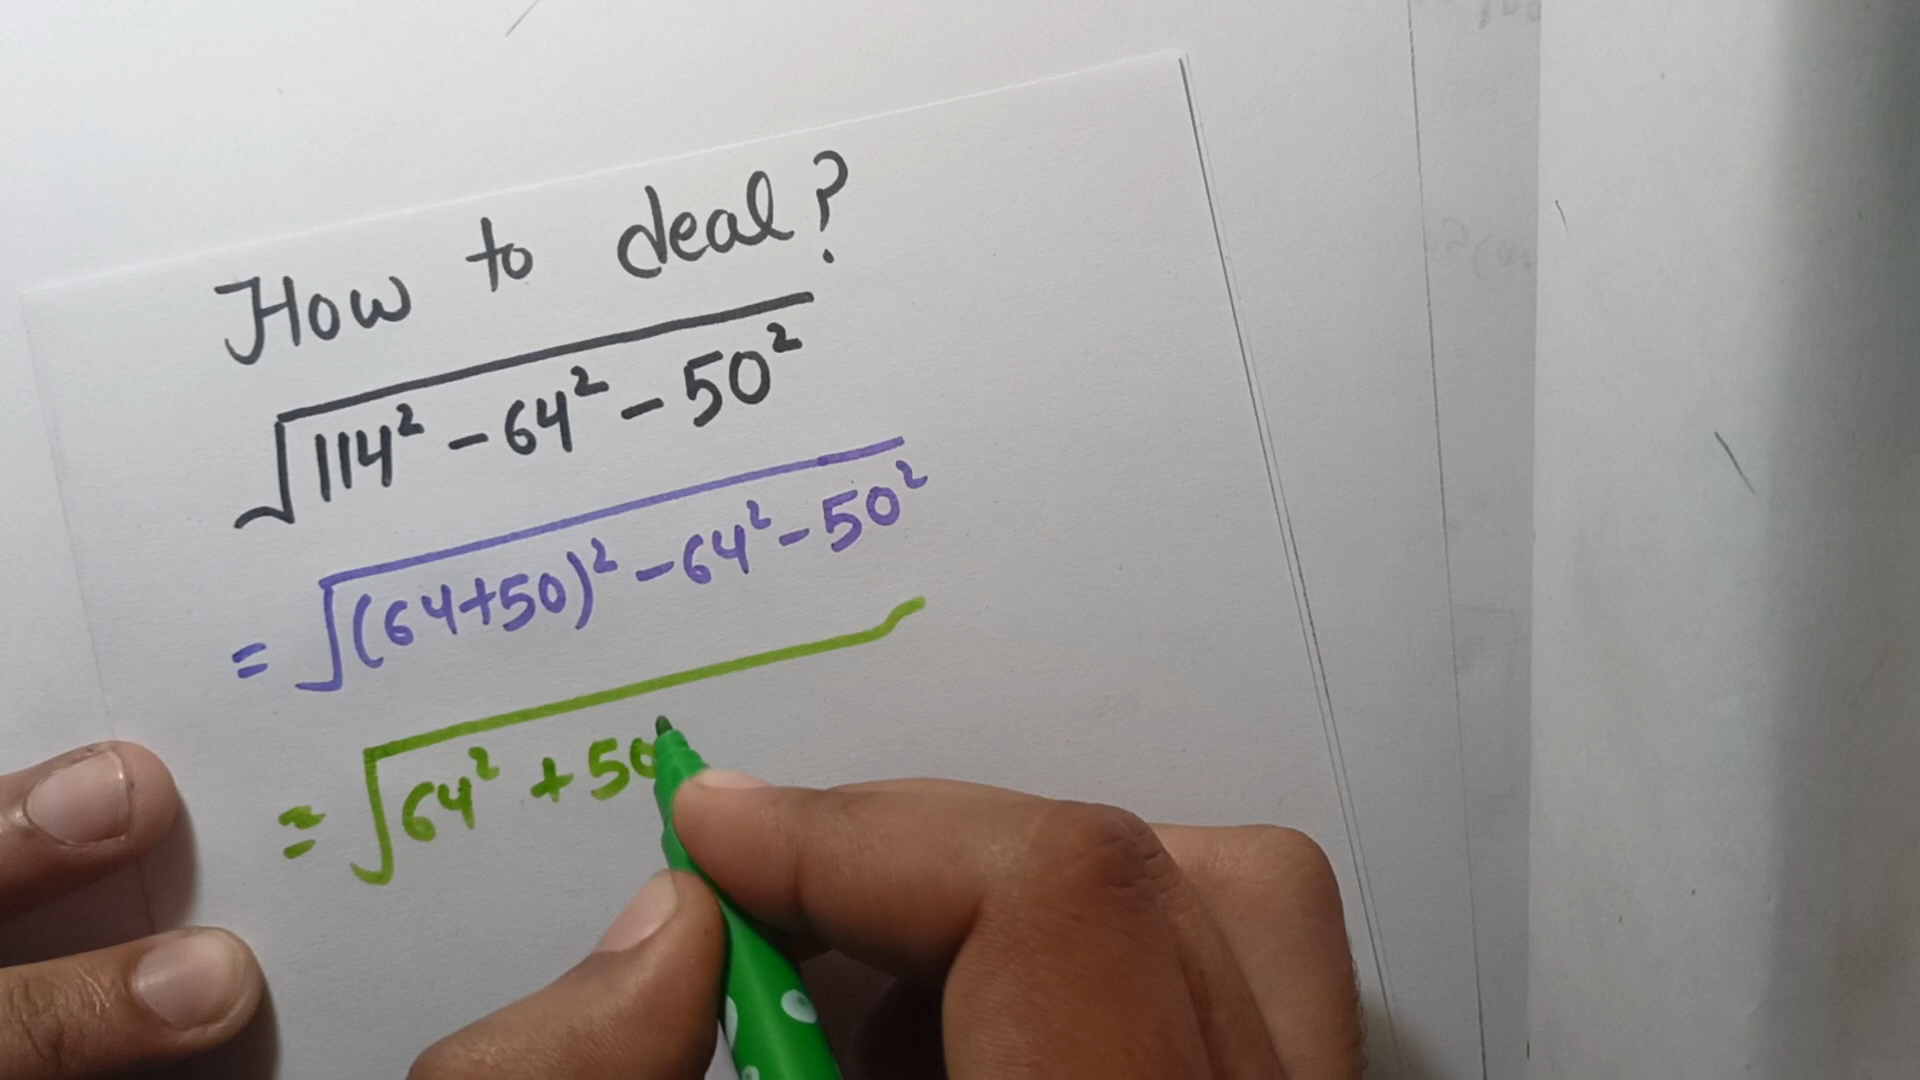 How to deal?
√114² - 64² - 50²
= √(64+50)² - 64² - 50²
= √64² + 50